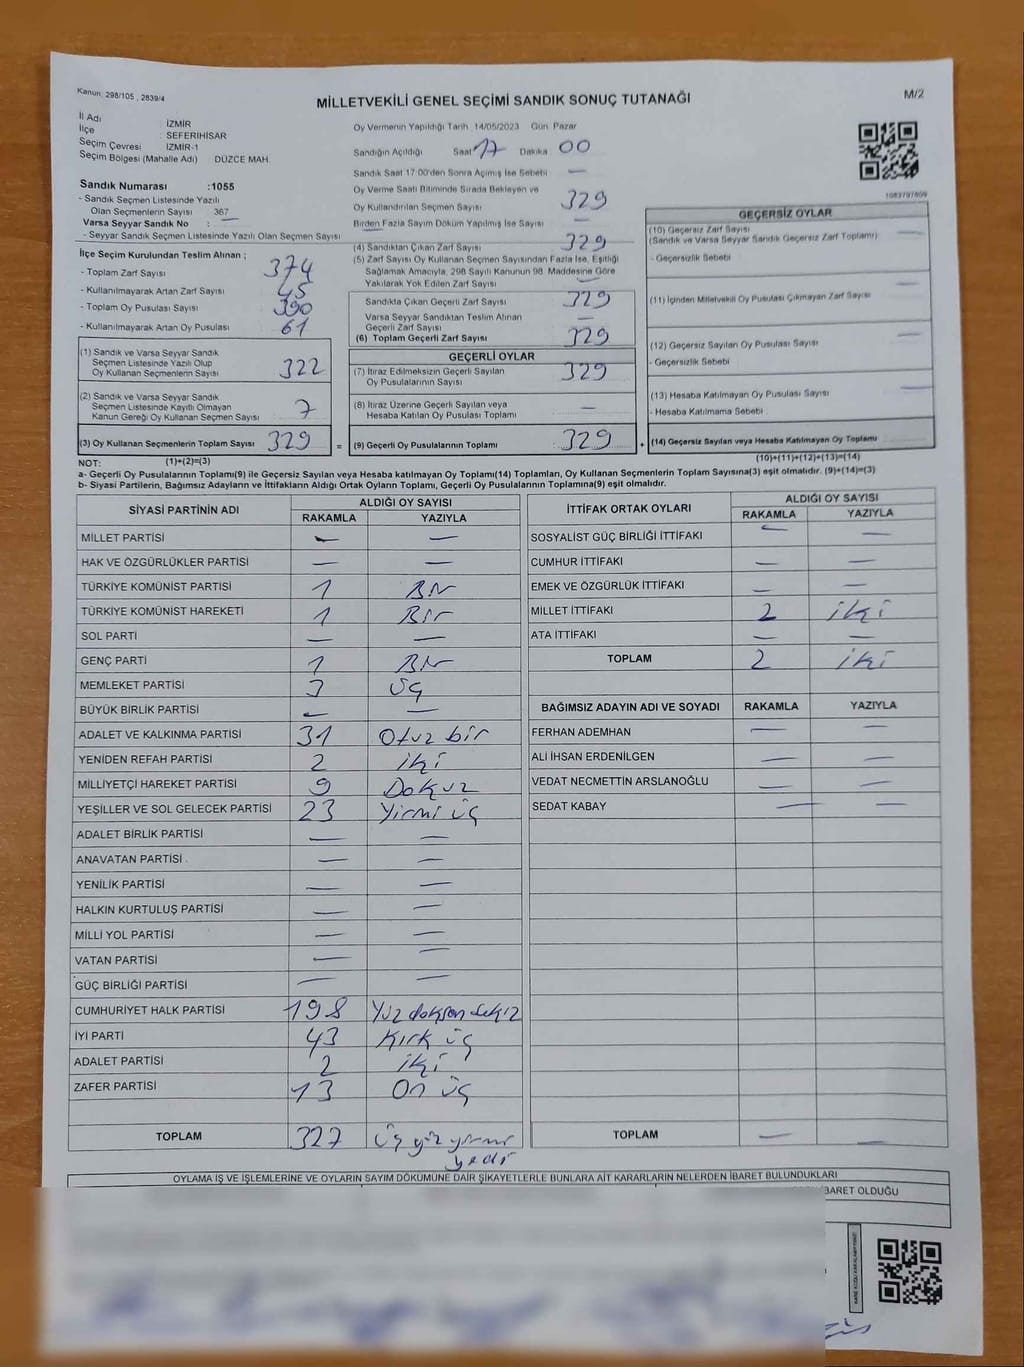 Kanun: 298/105 , 2839/4
MİLLETVEKİLİ GENEL SEÇİMİ SANDIK SONUÇ TUTANAĞI
M/2
İl Adı : İZMİR
İlçe : SEFERİHİSAR
Seçim Çevresi : İZMİR-1
Seçim Bölgesi (Mahalle Adı) DÜZCE MAH.
Sandık Numarası :1055
- Sandık Seçmen Listesinde Yazılı
Olan Seçmenlerin Sayısı 367
Varsa Seyyar Sandık No : —
- Seyyar Sandık Seçmen Listesinde Yazılı Olan Seçmen Sayısı
Oy Vermenin Yapıldığı Tarih 14/05/2023 Gün Pazar
Sandığın Açıldığı Saat 17 Dakika 00
Sandık Saat 17:00'den Sonra Açımış İse Sebebi —
Oy Verme Saati Bitiminde Sırada Bekleyen ve
Oy Kullandırılan Seçmen Sayısı 329
Birden Fazla Sayım Döküm Yapılmış İse Sayısı —
1083797809
İlçe Seçim Kurulundan Teslim Alınan ;
- Toplam Zarf Sayısı 374
- Kullanılmayarak Artan Zarf Sayısı 45
- Toplam Oy Pusulası Sayısı 390
- Kullanılmayarak Artan Oy Pusulası 61
(1) Sandık ve Varsa Seyyar Sandık
Seçmen Listesinde Yazılı Olup
Oy Kullanan Seçmenlerin Sayısı 322
(2) Sandık ve Varsa Seyyar Sandık
Seçmen Listesinde Kayıtlı Olmayan
Kanun Gereği Oy Kullanan Seçmen Sayısı 7
(3) Oy Kullanan Seçmenlerin Toplam Sayısı 329 =
(4) Sandıktan Çıkan Zarf Sayısı 329
(5) Zarf Sayısı Oy Kullanan Seçmen Sayısından Fazla İse, Eşitliği
Sağlamak Amacıyla, 298 Sayılı Kanunun 98. Maddesine Göre
Yakılarak Yok Edilen Zarf Sayısı —
Sandıkta Çıkan Geçerli Zarf Sayısı 329
Varsa Seyyar Sandıktan Teslim Alınan
Geçerli Zarf Sayısı —
(6) Toplam Geçerli Zarf Sayısı 329
GEÇERLİ OYLAR
(7) İtiraz Edilmeksizin Geçerli Sayılan
Oy Pusulalarının Sayısı 329
(8) İtiraz Üzerine Geçerli Sayılan veya
Hesaba Katılan Oy Pusulası Toplamı —
(9) Geçerli Oy Pusulalarının Toplamı 329 +
GEÇERSİZ OYLAR
(10) Geçersiz Zarf Sayısı —
(Sandık ve Varsa Seyyar Sandık Geçersiz Zarf Toplamı)
- Geçersizlik Sebebi
(11) İçinden Milletvekili Oy Pusulası Çıkmayan Zarf Sayısı —
(12) Geçersiz Sayılan Oy Pusulası Sayısı —
- Geçersizlik Sebebi
(13) Hesaba Katılmayan Oy Pusulası Sayısı —
- Hesaba Katılmama Sebebi
(14) Geçersiz Sayılan veya Hesaba Katılmayan Oy Toplamı —
NOT: (1)+(2)=(3) (10)+(11)+(12)+(13)=(14)
a- Geçerli Oy Pusulalarının Toplamı(9) ile Geçersiz Sayılan veya Hesaba katılmayan Oy Toplamı(14) Toplamları, Oy Kullanan Seçmenlerin Toplam Sayısına(3) eşit olmalıdır. (9)+(14)=(3)
b- Siyasi Partilerin, Bağımsız Adayların ve İttifakların Aldığı Ortak Oyların Toplamı, Geçerli Oy Pusulalarının Toplamına(9) eşit olmalıdır.
SİYASİ PARTİNİN ADI ALDIĞI OY SAYISI
RAKAMLA YAZIYLA
MİLLET PARTİSİ — —
HAK VE ÖZGÜRLÜKLER PARTİSİ — —
TÜRKİYE KOMÜNİST PARTİSİ 1 Bir
TÜRKİYE KOMÜNİST HAREKETİ 1 Bir
SOL PARTİ — —
GENÇ PARTİ 1 Bir
MEMLEKET PARTİSİ 3 üç
BÜYÜK BİRLİK PARTİSİ — —
ADALET VE KALKINMA PARTİSİ 31 Otuz bir
YENİDEN REFAH PARTİSİ 2 iki
MİLLİYETÇİ HAREKET PARTİSİ 9 Dokuz
YEŞİLLER VE SOL GELECEK PARTİSİ 23 Yirmi üç
ADALET BİRLİK PARTİSİ — —
ANAVATAN PARTİSİ — —
YENİLİK PARTİSİ — —
HALKIN KURTULUŞ PARTİSİ — —
MİLLİ YOL PARTİSİ — —
VATAN PARTİSİ — —
GÜÇ BİRLİĞİ PARTİSİ — —
CUMHURİYET HALK PARTİSİ 198 Yüz doksan sekiz
İYİ PARTİ 43 Kırk üç
ADALET PARTİSİ 2 iki
ZAFER PARTİSİ 13 On üç
TOPLAM 327 üç yüz yirmi
yedi
İTTİFAK ORTAK OYLARI ALDIĞI OY SAYISI
RAKAMLA YAZIYLA
SOSYALİST GÜÇ BİRLİĞİ İTTİFAKI — —
CUMHUR İTTİFAKI — —
EMEK VE ÖZGÜRLÜK İTTİFAKI — —
MİLLET İTTİFAKI 2 iki
ATA İTTİFAKI — —
TOPLAM 2 iki
BAĞIMSIZ ADAYIN ADI VE SOYADI RAKAMLA YAZIYLA
FERHAN ADEMHAN — —
ALİ İHSAN ERDENİLGEN — —
VEDAT NECMETTİN ARSLANOĞLU — —
SEDAT KABAY — —
TOPLAM — —
OYLAMA İŞ VE İŞLEMLERİNE VE OYLARIN SAYIM DÖKÜMÜNE DAİR ŞİKAYETLERLE BUNLARA AİT KARARLARIN NELERDEN İBARET BULUNDUKLARI
İBARET OLDUĞU